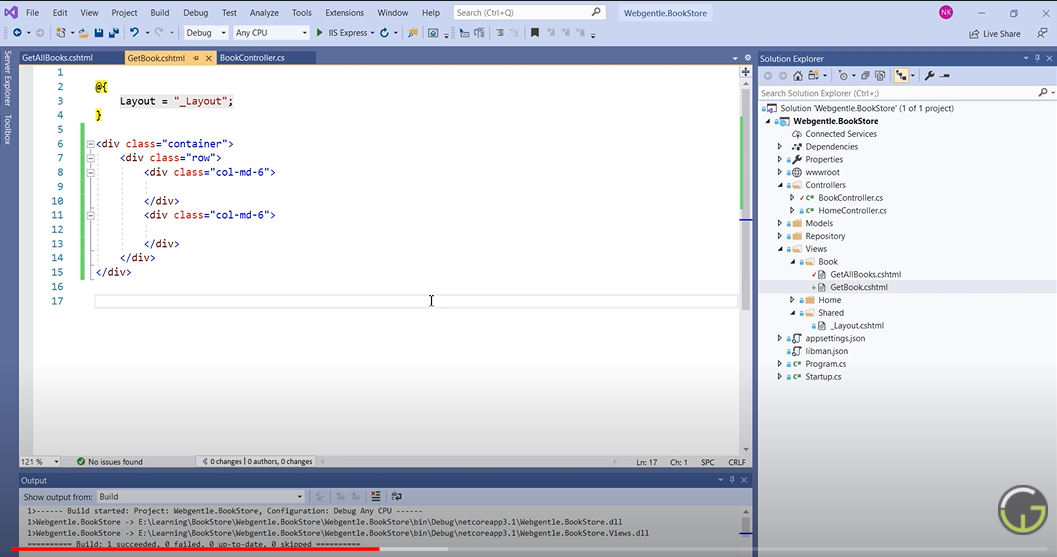 File Edit View Project Build Debug Test Analyze Tools Extensions Window Help Search (Ctrl+Q) Webgentle.BookStore NK
Debug Any CPU IIS Express Live Share
Server Explorer
Toolbox
GetAllBooks.cshtml GetBook.cshtml BookController.cs
1
2 @{
3 Layout = "_Layout";
4 }
5
6 <div class="container">
7 <div class="row">
8 <div class="col-md-6">
9
10 </div>
11 <div class="col-md-6">
12
13 </div>
14 </div>
15 </div>
16
17
121 % No issues found 0 changes | 0 authors, 0 changes Ln: 17 Ch: 1 SPC CRLF
Output
Show output from: Build
1>------ Build started: Project: Webgentle.BookStore, Configuration: Debug Any CPU ------
1>Webgentle.BookStore -> E:\Learning\BookStore\Webgentle.BookStore\Webgentle.BookStore\bin\Debug\netcoreapp3.1\Webgentle.BookStore.dll
1>Webgentle.BookStore -> E:\Learning\BookStore\Webgentle.BookStore\Webgentle.BookStore\bin\Debug\netcoreapp3.1\Webgentle.BookStore.Views.dll
========== Build: 1 succeeded, 0 failed, 0 up-to-date, 0 skipped ==========
Solution Explorer
Search Solution Explorer (Ctrl+;)
Solution 'Webgentle.BookStore' (1 of 1 project)
Webgentle.BookStore
Connected Services
Dependencies
Properties
wwwroot
Controllers
C# BookController.cs
C# HomeController.cs
Models
Repository
Views
Book
GetAllBooks.cshtml
GetBook.cshtml
Home
Shared
_Layout.cshtml
appsettings.json
libman.json
C# Program.cs
C# Startup.cs